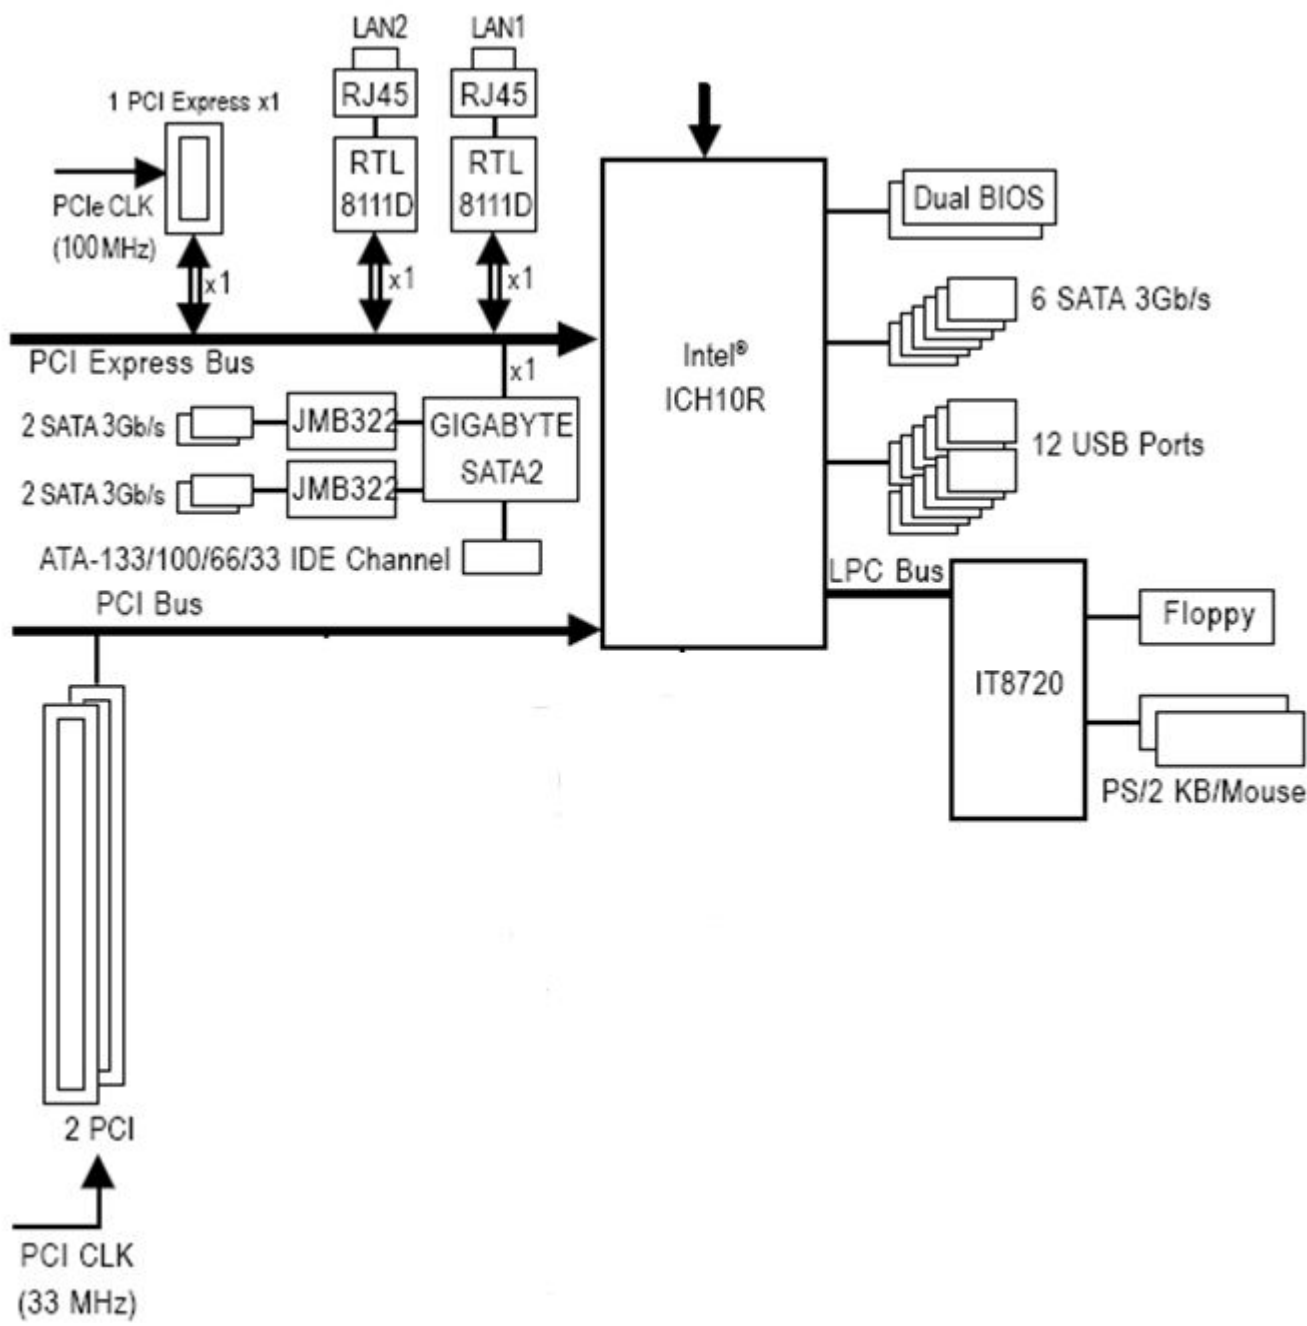 LAN2
LAN1
1 PCI Express x1
RJ45
RJ45
RTL
8111D
RTL
8111D
PCIe CLK
(100 MHz)
x1
x1
x1
PCI Express Bus
x1
2 SATA 3Gb/s
JMB322
GIGABYTE
SATA2
2 SATA 3Gb/s
JMB322
ATA-133/100/66/33 IDE Channel
PCI Bus
Intel®
ICH10R
Dual BIOS
6 SATA 3Gb/s
12 USB Ports
LPC Bus
IT8720
Floppy
PS/2 KB/Mouse
2 PCI
PCI CLK
(33 MHz)